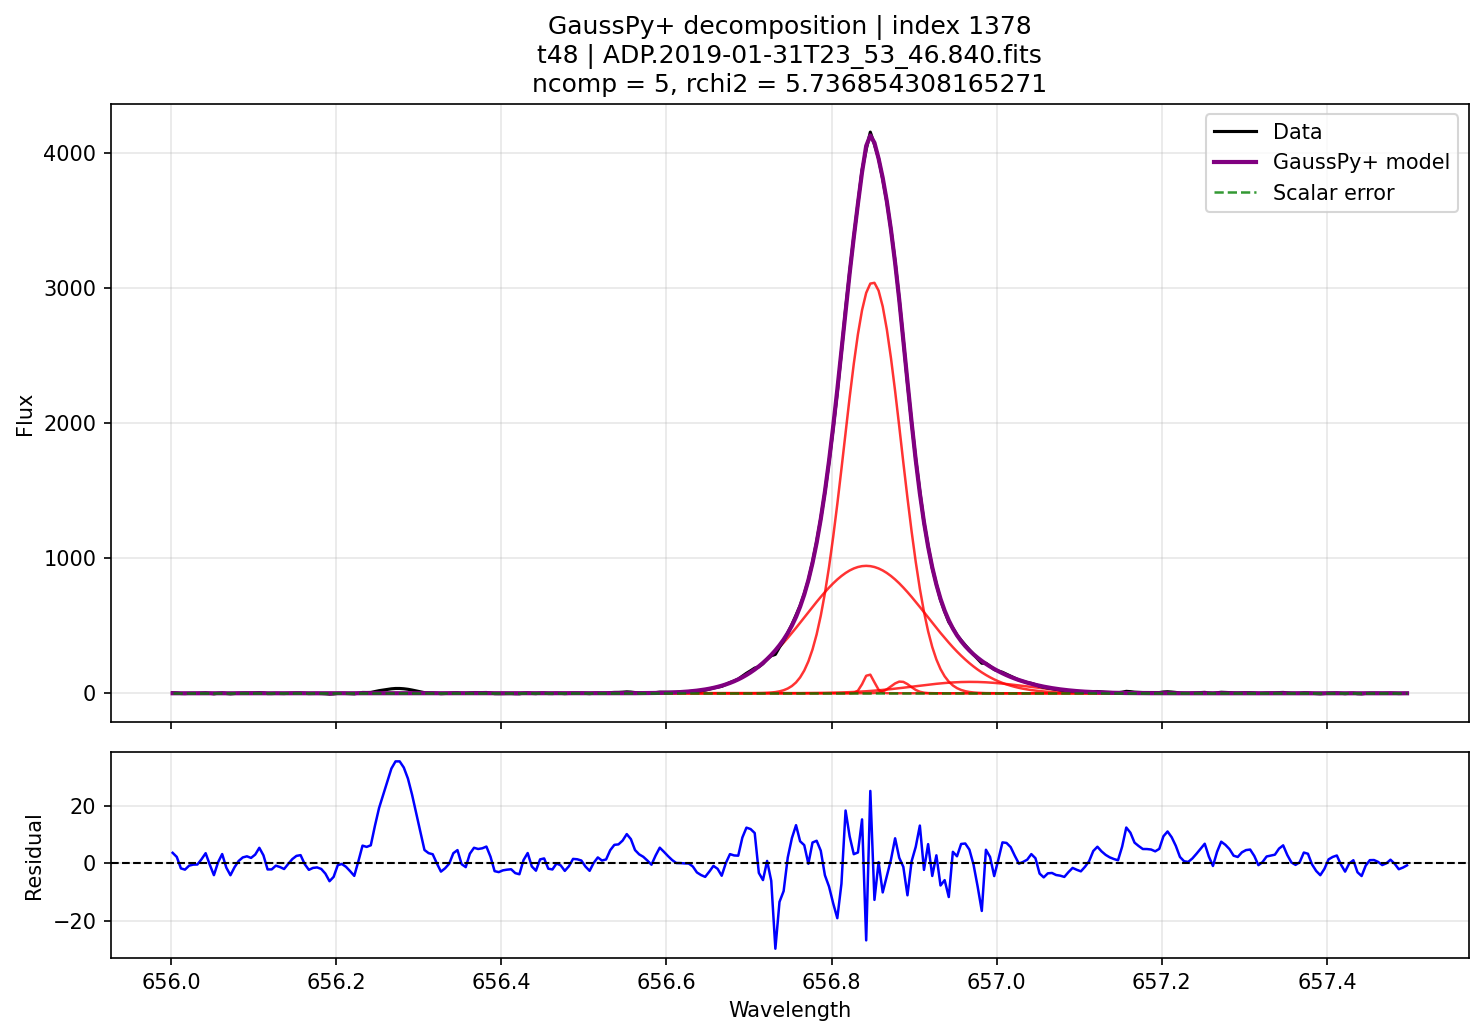 GaussPy+ decomposition | index 1378
t48 | ADP.2019-01-31T23_53_46.840.fits
ncomp = 5, rchi2 = 5.736854308165271
Data
GaussPy+ model
Scalar error
Flux
4000
3000
2000
1000
0
Residual
20
0
−20
656.0 656.2 656.4 656.6 656.8 657.0 657.2 657.4
Wavelength